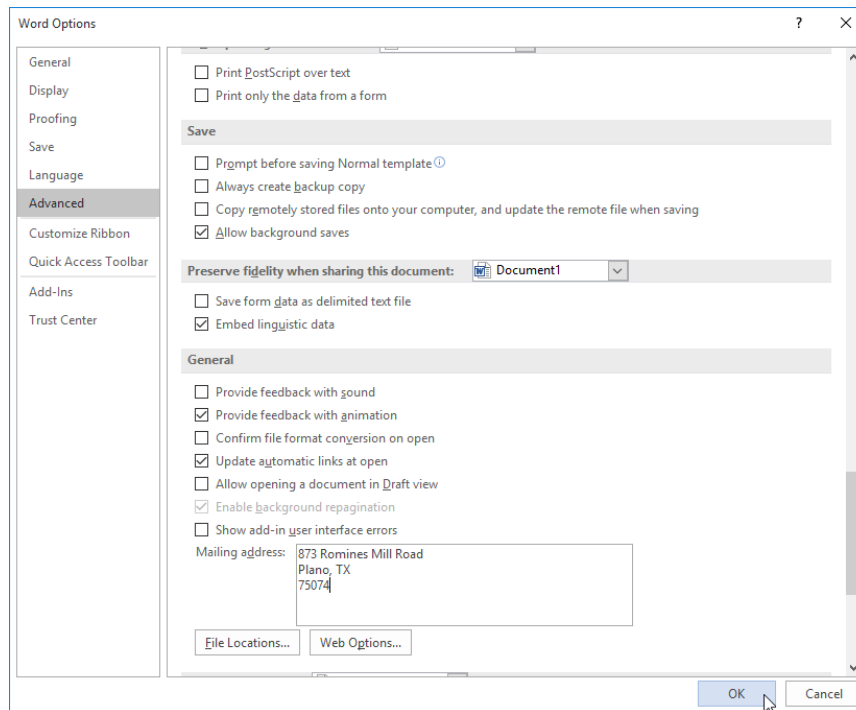 Word Options
?
General
Display
Proofing
Save
Language
Advanced
Customize Ribbon
Quick Access Toolbar
Add-Ins
Trust Center
Print PostScript over text
Print only the data from a form
Save
Prompt before saving Normal template
Always create backup copy
Copy remotely stored files onto your computer, and update the remote file when saving
Allow background saves
Preserve fidelity when sharing this document: Document1
Save form data as delimited text file
Embed linguistic data
General
Provide feedback with sound
Provide feedback with animation
Confirm file format conversion on open
Update automatic links at open
Allow opening a document in Draft view
Enable background repagination
Show add-in user interface errors
Mailing address: 873 Romines Mill Road
Plano, TX
75074
File Locations... Web Options...
OK Cancel